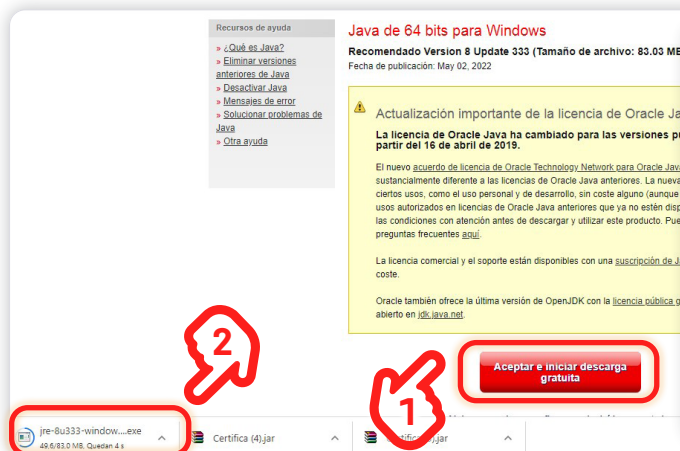 Recursos de ayuda
» ¿Qué es Java?
» Eliminar versiones
anteriores de Java
» Desactivar Java
» Mensajes de error
» Solucionar problemas de
Java
» Otra ayuda
Java de 64 bits para Windows
Recomendado Version 8 Update 333 (Tamaño de archivo: 83.03 MB
Fecha de publicación: May 02, 2022
Actualización importante de la licencia de Oracle Ja
La licencia de Oracle Java ha cambiado para las versiones pu
partir del 16 de abril de 2019.
El nuevo acuerdo de licencia de Oracle Technology Network para Oracle Java
sustancialmente diferente a las licencias de Oracle Java anteriores. La nueva
ciertos usos, como el uso personal y de desarrollo, sin coste alguno (aunque
usos autorizados en licencias de Oracle Java anteriores que ya no estén disp
las condiciones con atención antes de descargar y utilizar este producto. Pue
preguntas frecuentes aquí.
La licencia comercial y el soporte están disponibles con una suscripción de J
coste.
Oracle también ofrece la última versión de OpenJDK con la licencia pública g
abierto en jdk.java.net.
Aceptar e iniciar descarga
gratuita
2
1
jre-8u333-window....exe
49,6/83,0 MB, Quedan 4 s
Certifica (4).jar
.jar